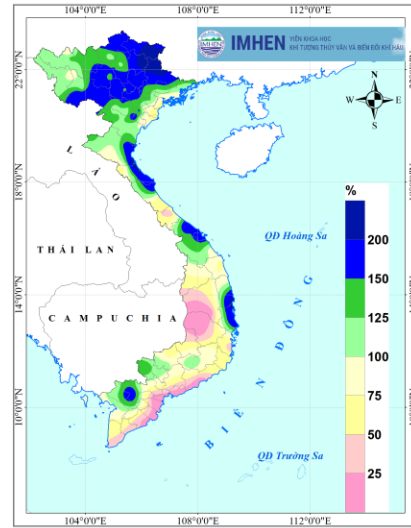 104°0'0"E 108°0'0"E 112°0'0"E
IMHEN
VIỆN KHOA HỌC
KHÍ TƯỢNG THỦY VĂN VÀ BIẾN ĐỔI KHÍ HẬU
22°0'0"N
N
W E
S
L À O
18°0'0"N
%
THÁI LAN
QĐ Hoàng Sa
200
150
14°0'0"N
CAMPUCHIA
125
100
BIỂN ĐÔNG
75
10°0'0"N
50
QĐ Trường Sa
25
104°0'0"E 108°0'0"E 112°0'0"E